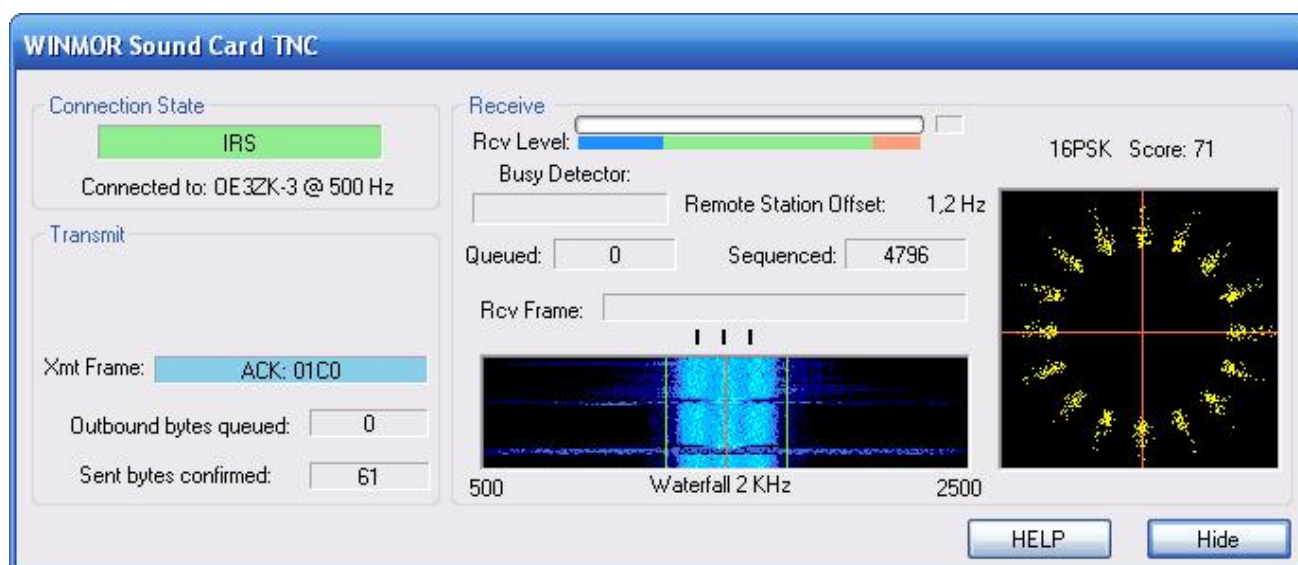 WINMOR Sound Card TNC
Connection State
IRS
Connected to: OE3ZK-3 @ 500 Hz
Transmit
Xmt Frame: ACK: 01C0
Outbound bytes queued: 0
Sent bytes confirmed: 61
Receive
Rcv Level:
Busy Detector:
Remote Station Offset: 1,2 Hz
Queued: 0 Sequenced: 4796
Rcv Frame:
500 Waterfall 2 KHz 2500
16PSK Score: 71
HELP Hide